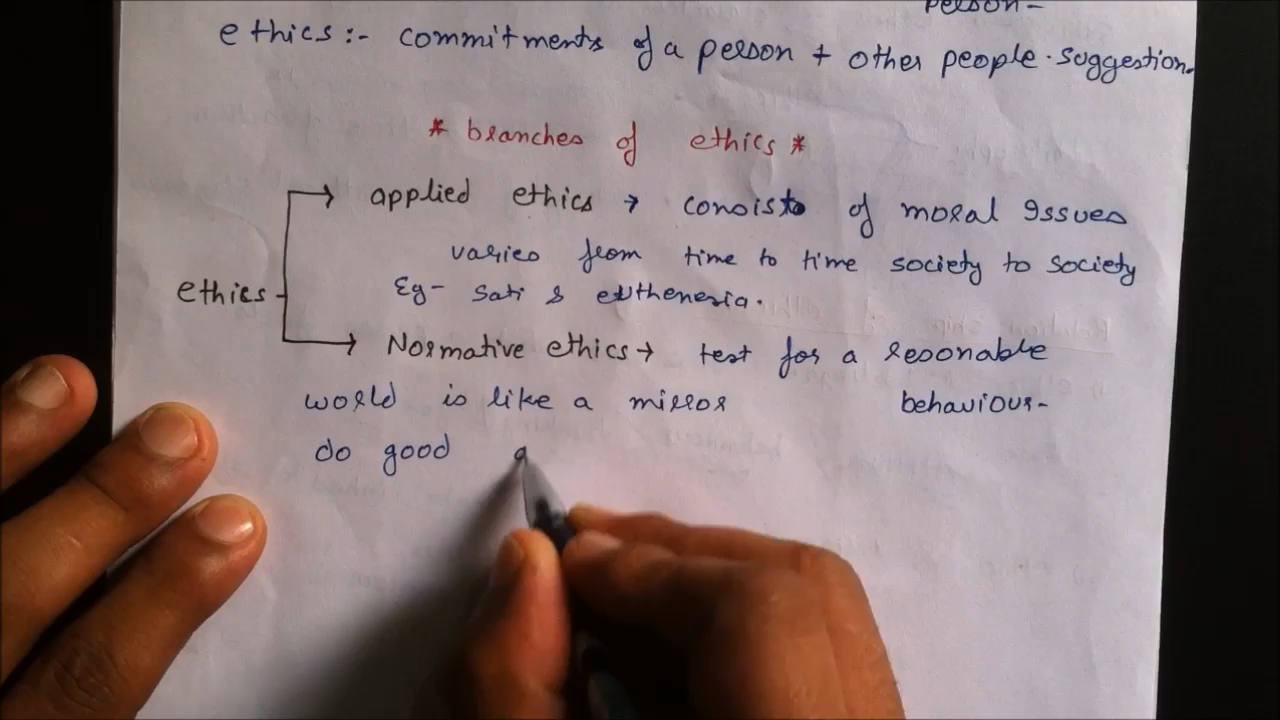 person-
ethics:- commitments of a person + other people suggestion.
* branches of ethics *
applied ethics → consists of moral Issues
varies from time to time society to society
Eg- Sati & euthenesia.
ethics
Normative ethics → test for a resonable
world is like a mirror behaviour-
do good a